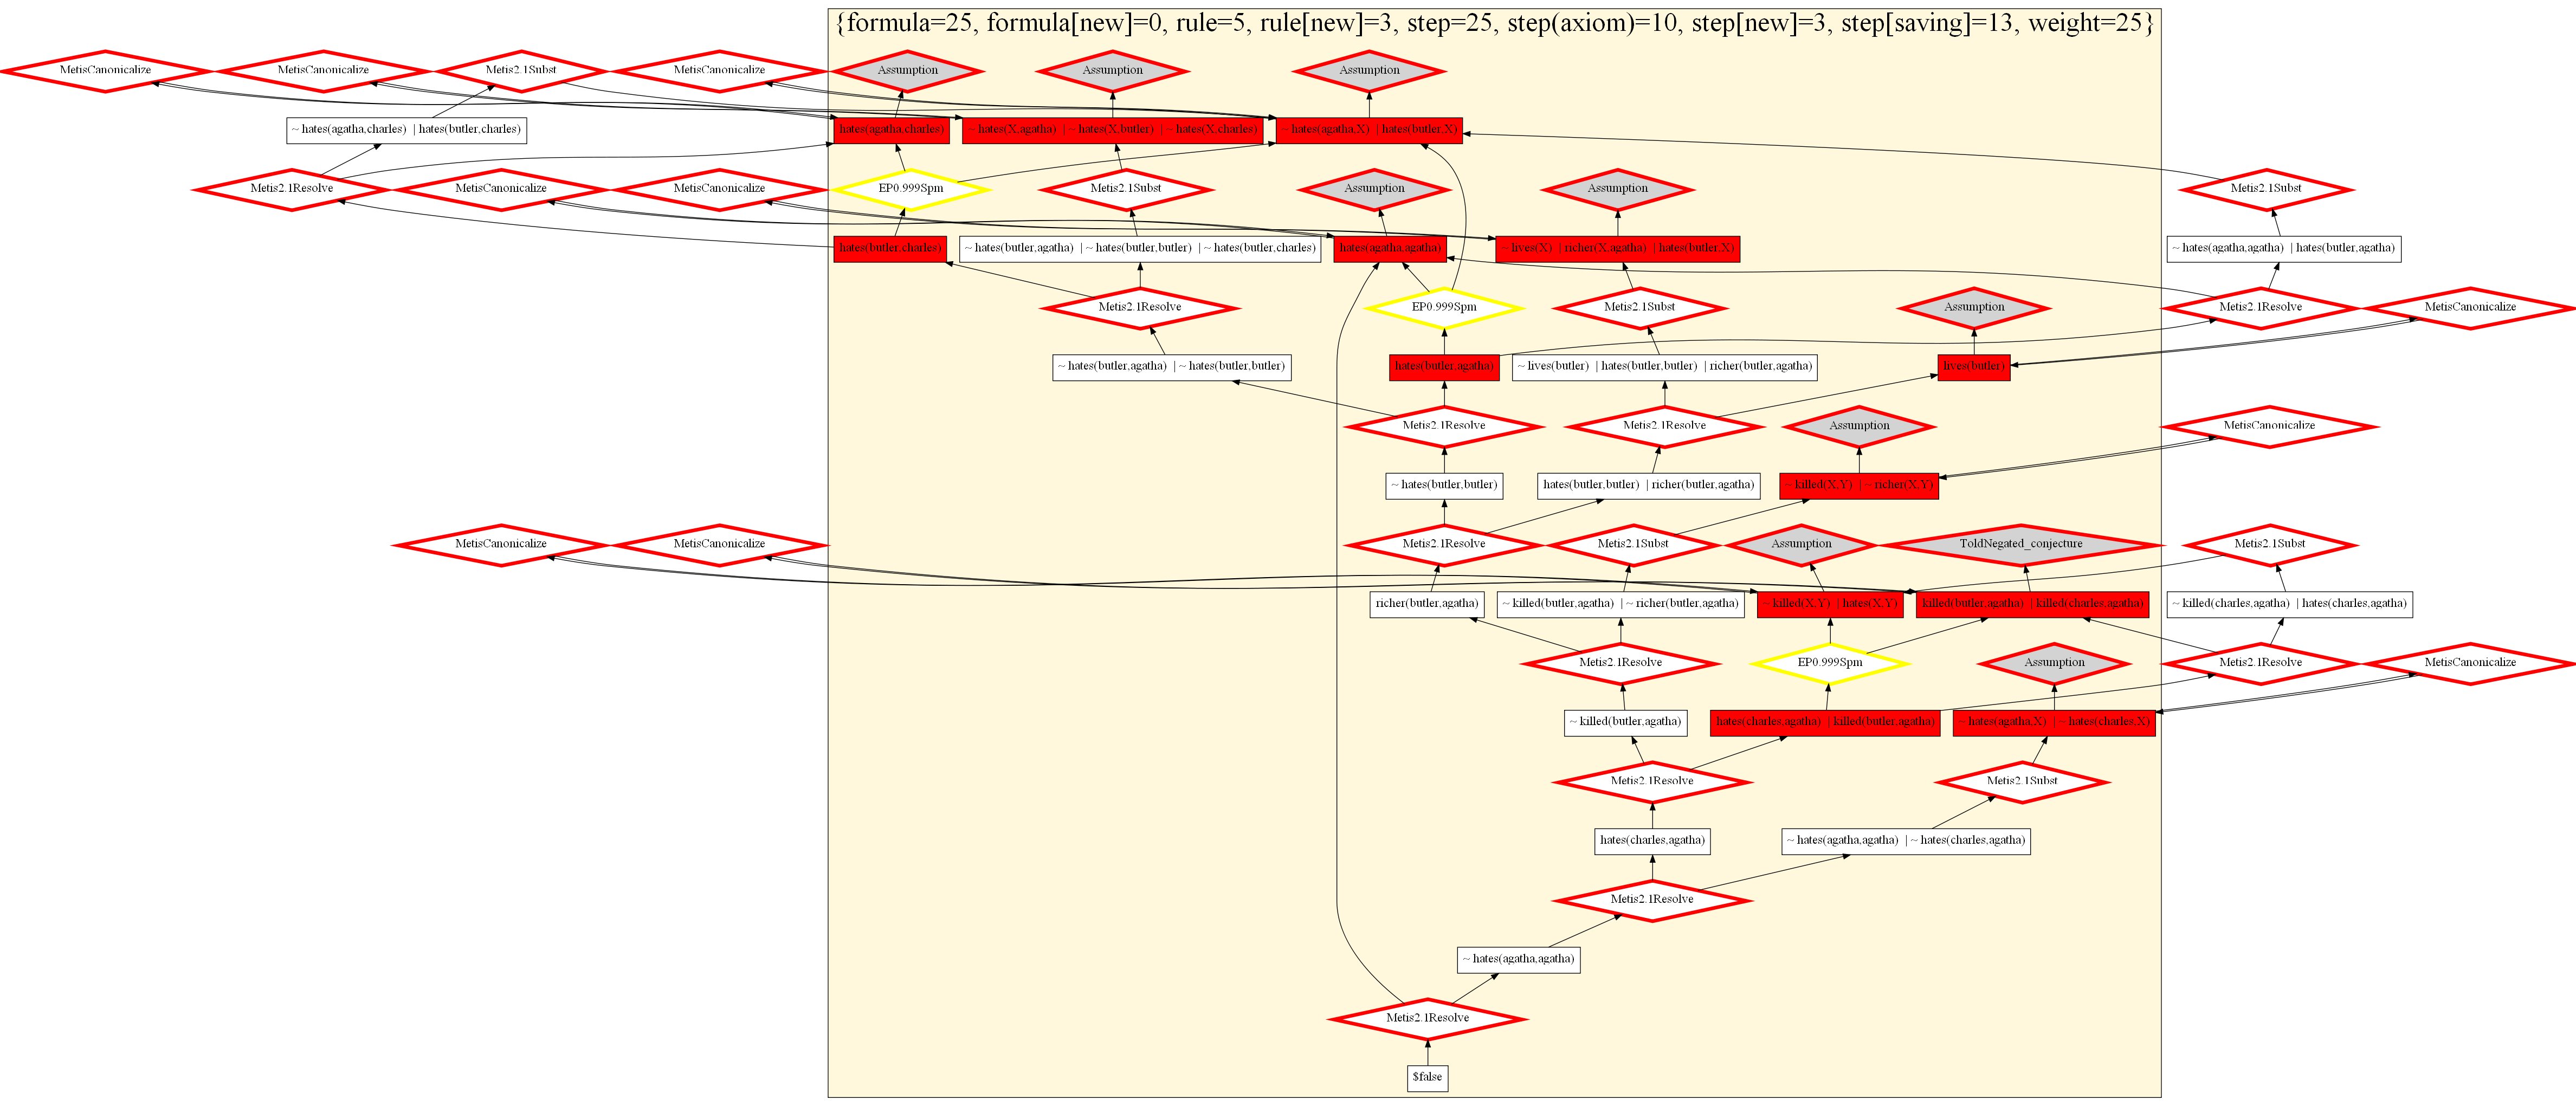 {formula=25, formula[new]=0, rule=5, rule[new]=3, step=25, step(axiom)=10, step[new]=3, step[saving]=13, weight=25}
MetisCanonicalize
MetisCanonicalize
Metis2.1Subst
MetisCanonicalize
Assumption
Assumption
Assumption
~ hates(agatha,charles) | hates(butler,charles)
hates(agatha,charles)
~ hates(X,agatha) | ~ hates(X,butler) | ~ hates(X,charles)
~ hates(agatha,X) | hates(butler,X)
Metis2.1Resolve
MetisCanonicalize
MetisCanonicalize
EP0.999Spm
Metis2.1Subst
Assumption
Assumption
Metis2.1Subst
hates(butler,charles)
~ hates(butler,agatha) | ~ hates(butler,butler) | ~ hates(butler,charles)
hates(agatha,agatha)
~ lives(X) | richer(X,agatha) | hates(butler,X)
~ hates(agatha,agatha) | hates(butler,agatha)
Metis2.1Resolve
EP0.999Spm
Metis2.1Subst
Assumption
Metis2.1Resolve
MetisCanonicalize
~ hates(butler,agatha) | ~ hates(butler,butler)
hates(butler,agatha)
~ lives(butler) | hates(butler,butler) | richer(butler,agatha)
lives(butler)
Metis2.1Resolve
Metis2.1Resolve
Assumption
MetisCanonicalize
~ hates(butler,butler)
hates(butler,butler) | richer(butler,agatha)
~ killed(X,Y) | ~ richer(X,Y)
MetisCanonicalize
MetisCanonicalize
Metis2.1Resolve
Metis2.1Subst
Assumption
ToldNegated_conjecture
Metis2.1Subst
richer(butler,agatha)
~ killed(butler,agatha) | ~ richer(butler,agatha)
~ killed(X,Y) | hates(X,Y)
killed(butler,agatha) | killed(charles,agatha)
~ killed(charles,agatha) | hates(charles,agatha)
Metis2.1Resolve
EP0.999Spm
Assumption
Metis2.1Resolve
MetisCanonicalize
~ killed(butler,agatha)
hates(charles,agatha) | killed(butler,agatha)
~ hates(agatha,X) | ~ hates(charles,X)
Metis2.1Resolve
Metis2.1Subst
hates(charles,agatha)
~ hates(agatha,agatha) | ~ hates(charles,agatha)
Metis2.1Resolve
~ hates(agatha,agatha)
Metis2.1Resolve
$false